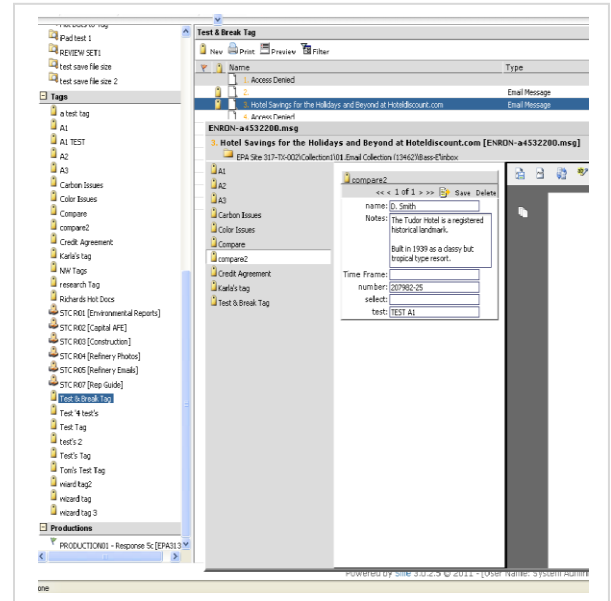 iPad test 1
REVIEW SET1
test save file size
test save file size 2
Tags
a test tag
A1
A1 TEST
A2
A3
Carbon Issues
Color Issues
Compare
compare2
Credit Agreement
Karla's tag
NW Tags
research Tag
Richards Hot Docs
STC RI01 [Environmental Reports]
STC RI02 [Capital AFE]
STC RI03 [Construction]
STC RI04 [Refinery Photos]
STC RI05 [Refinery Emails]
STC RI07 [Rep Guide]
Test & Break Tag
Test '4 test's
Test Tag
test's 2
Test's Tag
Tom's Test Tag
wiard tag2
wizard tag
wizard tag 3
Productions
PRODUCTION01 - Response 5c [EPA313
Test & Break Tag
New Print Preview Filter
Name Type
1. Access Denied
2. Email Message
3. Hotel Savings for the Holidays and Beyond at Hoteldiscount.com Email Message
4. Access Denied
ENRON-a4532200.msg
3. Hotel Savings for the Holidays and Beyond at Hoteldiscount.com [ENRON-a4532200.msg]
EPA Site 317-TX-002\Collection1\01.Email Collection (13462)\Bass-E\Inbox
A1
A2
A3
Carbon Issues
Color Issues
Compare
compare2
Credit Agreement
Karla's tag
Test & Break Tag
compare2
<< < 1 of 1 > >> Save Delete
name: D. Smith
Notes: The Tudor Hotel is a registered
historical landmark.
Built in 1939 as a classy but
tropical type resort.
Time Frame:
number: 207982-25
select:
test: TEST A1
Powered by Sme 3.0.2.5 © 2011 - [User Name: System Admin
one